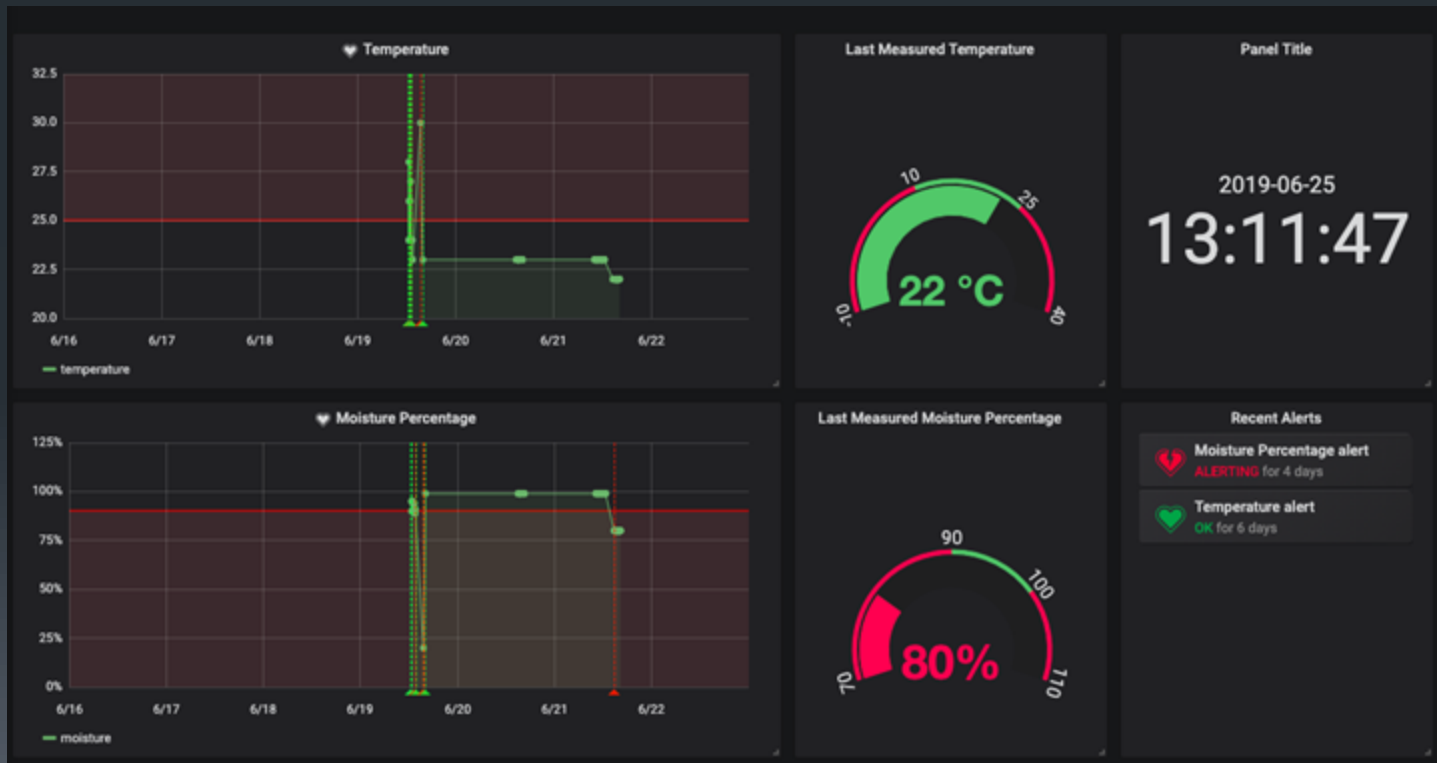 Temperature
32.5
30.0
27.5
25.0
22.5
20.0
6/16 6/17 6/18 6/19 6/20 6/21 6/22
temperature
Last Measured Temperature
-10
10
25
40
22 °C
Panel Title
2019-06-25
13:11:47
Moisture Percentage
125%
100%
75%
50%
25%
0%
6/16 6/17 6/18 6/19 6/20 6/21 6/22
moisture
Last Measured Moisture Percentage
70
90
100
110
80%
Recent Alerts
Moisture Percentage alert
ALERTING for 4 days
Temperature alert
OK for 6 days